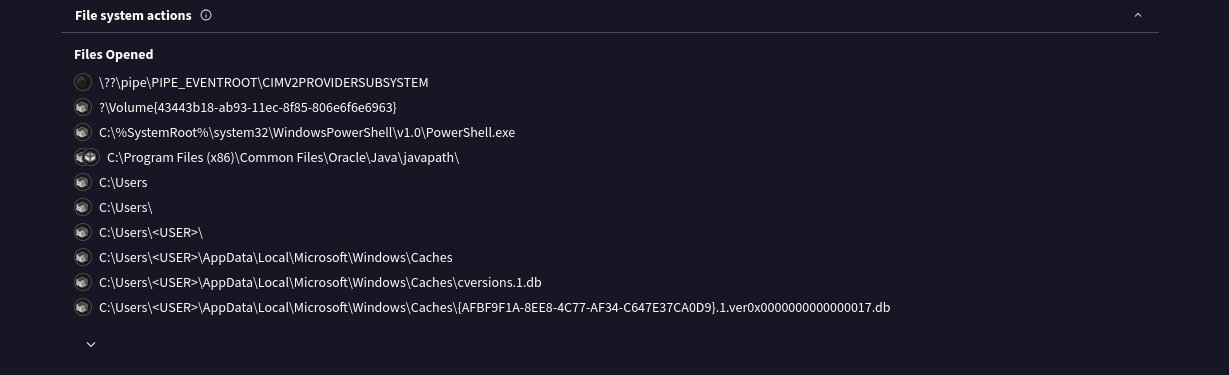 File system actions
Files Opened
\??\pipe\PIPE_EVENTROOT\CIMV2PROVIDERSUBSYSTEM
?\Volume{43443b18-ab93-11ec-8f85-806e6f6e6963}
C:\%SystemRoot%\system32\WindowsPowerShell\v1.0\PowerShell.exe
C:\Program Files (x86)\Common Files\Oracle\Java\javapath\
C:\Users
C:\Users\
C:\Users\<USER>\
C:\Users\<USER>\AppData\Local\Microsoft\Windows\Caches
C:\Users\<USER>\AppData\Local\Microsoft\Windows\Caches\cversions.1.db
C:\Users\<USER>\AppData\Local\Microsoft\Windows\Caches\{AFBF9F1A-8EE8-4C77-AF34-C647E37CA0D9}.1.ver0x0000000000000017.db